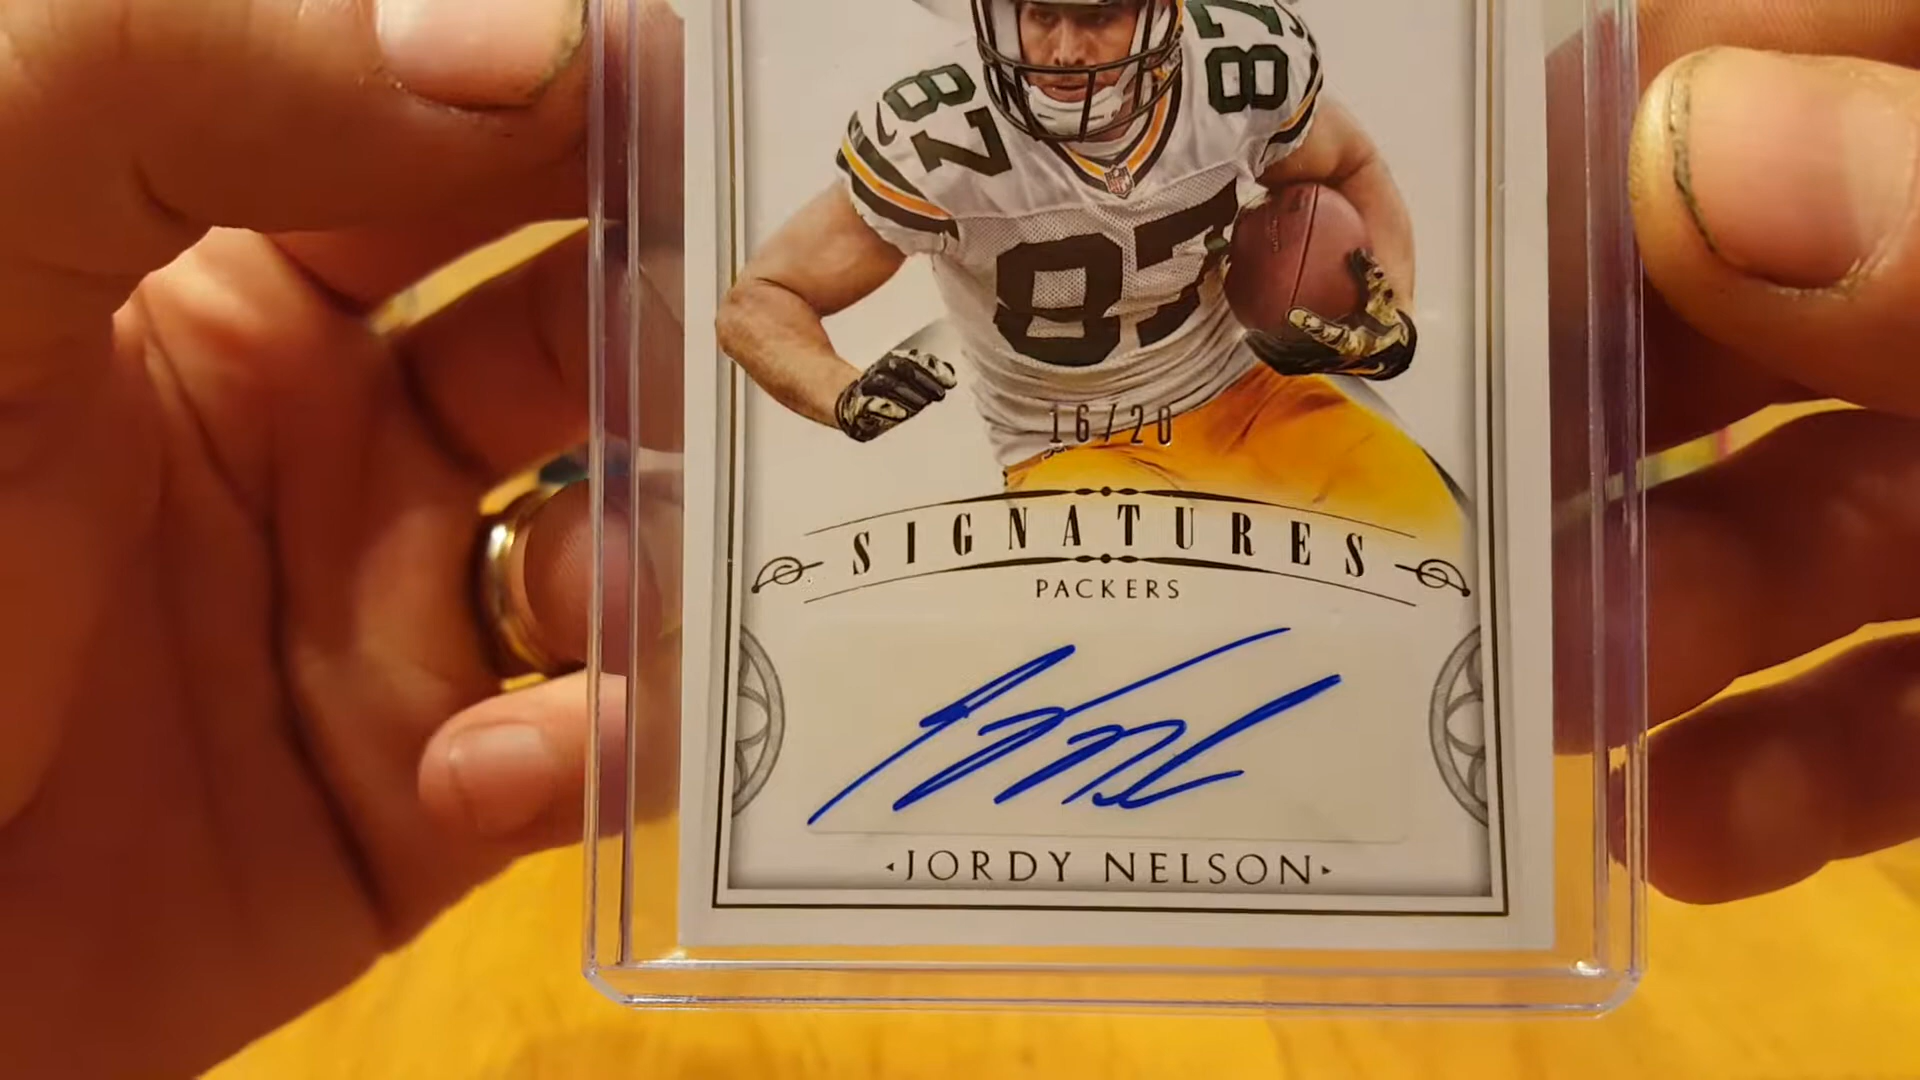 87
87
87
16/20
SIGNATURES
PACKERS
JORDY NELSON